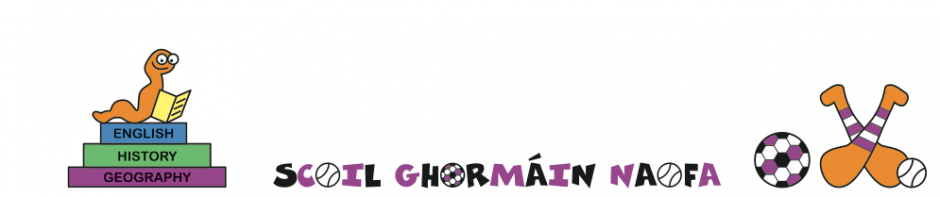 ENGLISH
HISTORY
GEOGRAPHY
SCOIL GHORMÁIN NAOFA